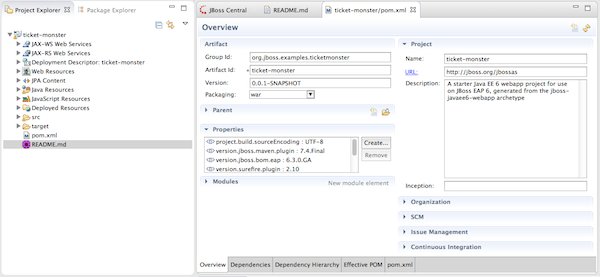 Project Explorer
Package Explorer
ticket-monster
JAX-WS Web Services
JAX-RS Web Services
Deployment Descriptor: ticket-monster
Web Resources
JPA Content
Java Resources
JavaScript Resources
Deployed Resources
src
target
pom.xml
README.md
JBoss Central
README.md
ticket-monster/pom.xml
Overview
Artifact
Group Id: org.jboss.examples.ticketmonster
Artifact Id: ticket-monster
Version: 0.0.1-SNAPSHOT
Packaging: war
Parent
Properties
project.build.sourceEncoding : UTF-8
version.jboss.maven.plugin : 7.4.Final
version.jboss.bom.eap : 6.3.0.GA
version.surefire.plugin : 2.10
Create...
Remove
Modules
New module element
Project
Name: ticket-monster
URL: http://jboss.org/jbossas
Description: A starter Java EE 6 webapp project for use
on JBoss EAP 6, generated from the jboss-
javaee6-webapp archetype
Inception:
Organization
SCM
Issue Management
Continuous Integration
Overview Dependencies Dependency Hierarchy Effective POM pom.xml